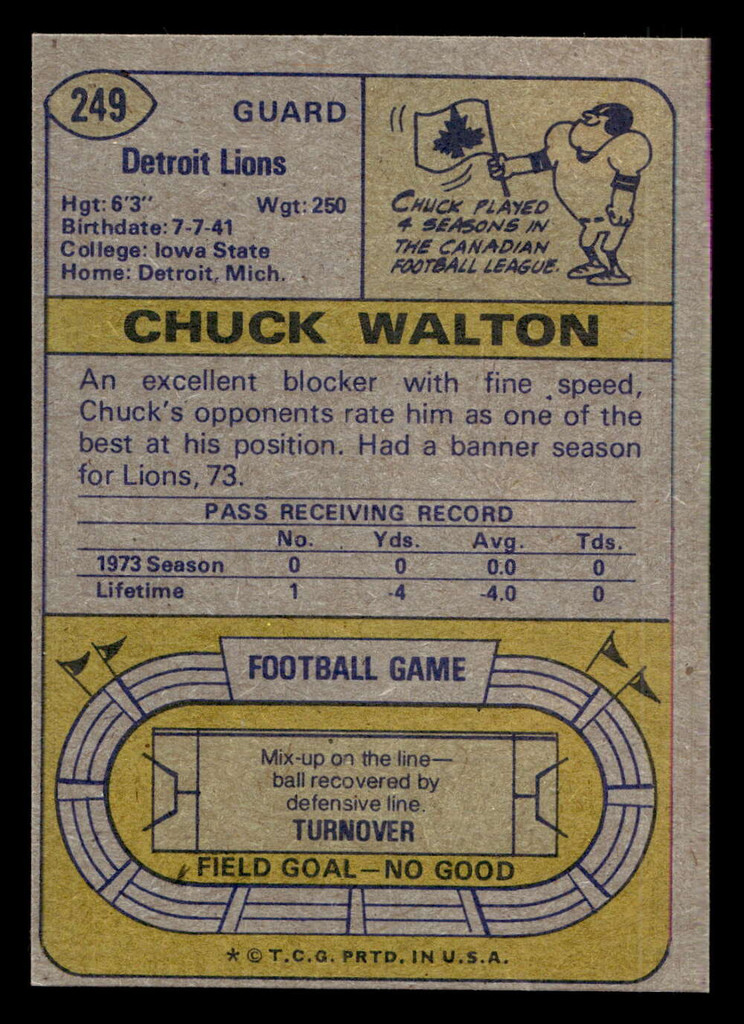 249
GUARD
Detroit Lions
Hgt: 6'3" Wgt: 250
Birthdate: 7-7-41
College: Iowa State
Home: Detroit, Mich.
CHUCK PLAYED
4 SEASONS IN
THE CANADIAN
FOOTBALL LEAGUE.
CHUCK WALTON
An excellent blocker with fine speed,
Chuck's opponents rate him as one of the
best at his position. Had a banner season
for Lions, 73.
PASS RECEIVING RECORD
No. Yds. Avg. Tds.
1973 Season 0 0 0.0 0
Lifetime 1 -4 -4.0 0
FOOTBALL GAME
Mix-up on the line—
ball recovered by
defensive line.
TURNOVER
FIELD GOAL—NO GOOD
* © T.C.G. PRTD. IN U.S.A.